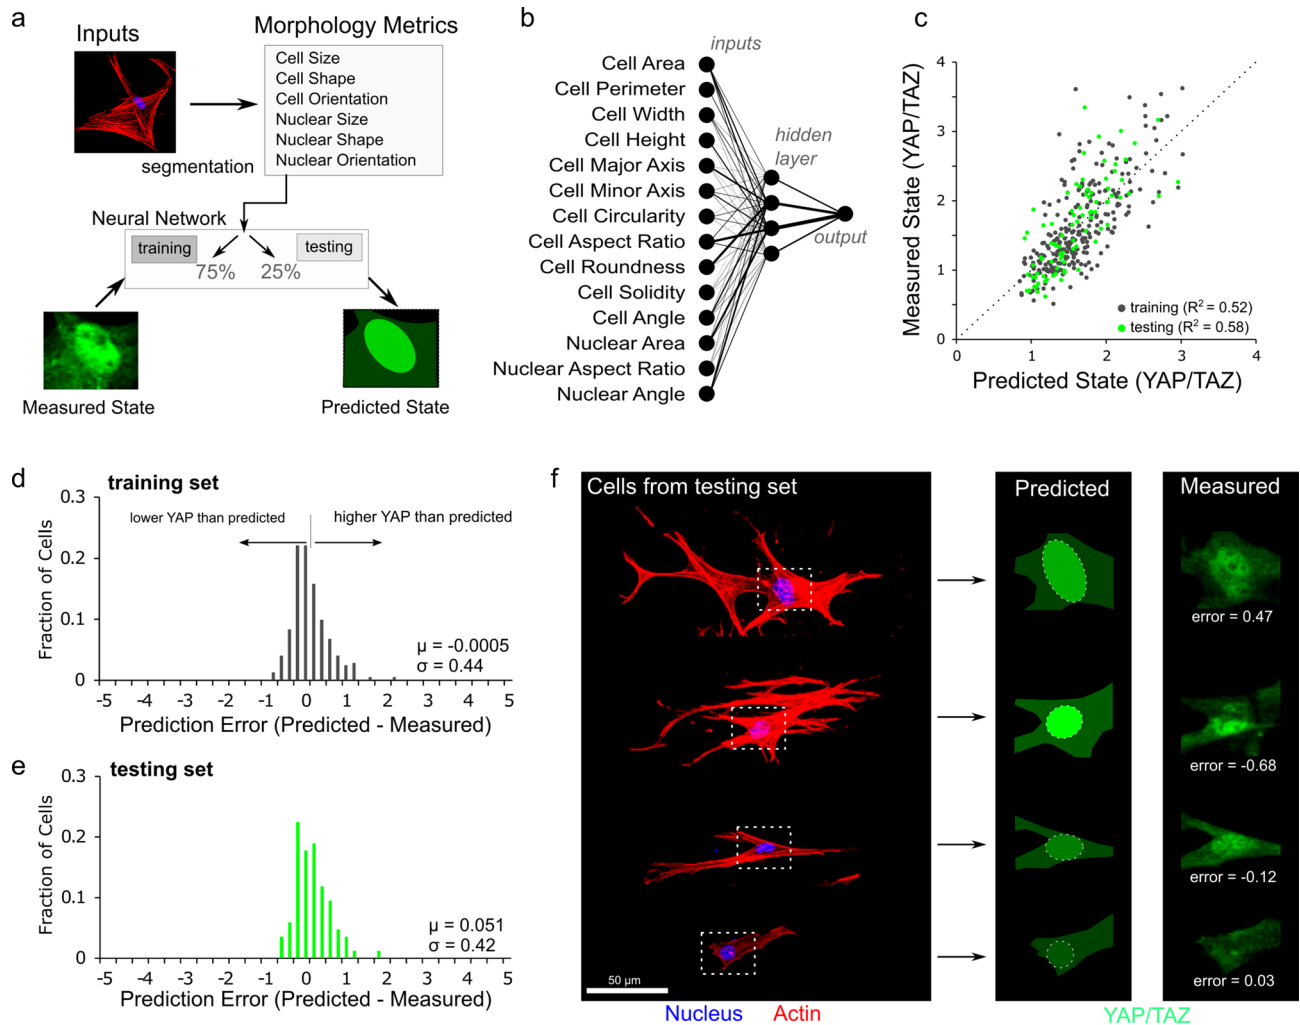 a
Inputs
Morphology Metrics
Cell Size
Cell Shape
Cell Orientation
Nuclear Size
Nuclear Shape
Nuclear Orientation
segmentation
Neural Network
training
testing
75%
25%
Measured State
Predicted State
b
inputs
Cell Area
Cell Perimeter
Cell Width
Cell Height
Cell Major Axis
Cell Minor Axis
Cell Circularity
Cell Aspect Ratio
Cell Roundness
Cell Solidity
Cell Angle
Nuclear Area
Nuclear Aspect Ratio
Nuclear Angle
hidden
layer
output
c
Measured State (YAP/TAZ)
4
3
2
1
0
training (R² = 0.52)
testing (R² = 0.58)
0 1 2 3 4
Predicted State (YAP/TAZ)
d
training set
lower YAP than predicted
higher YAP than predicted
Fraction of Cells
0.3
0.2
0.1
0
μ = -0.0005
σ = 0.44
-5 -4 -3 -2 -1 0 1 2 3 4 5
Prediction Error (Predicted - Measured)
e
testing set
Fraction of Cells
0.3
0.2
0.1
0
μ = 0.051
σ = 0.42
-5 -4 -3 -2 -1 0 1 2 3 4 5
Prediction Error (Predicted - Measured)
f
Cells from testing set
Predicted
Measured
error = 0.47
error = -0.68
error = -0.12
error = 0.03
50 μm
Nucleus
Actin
YAP/TAZ